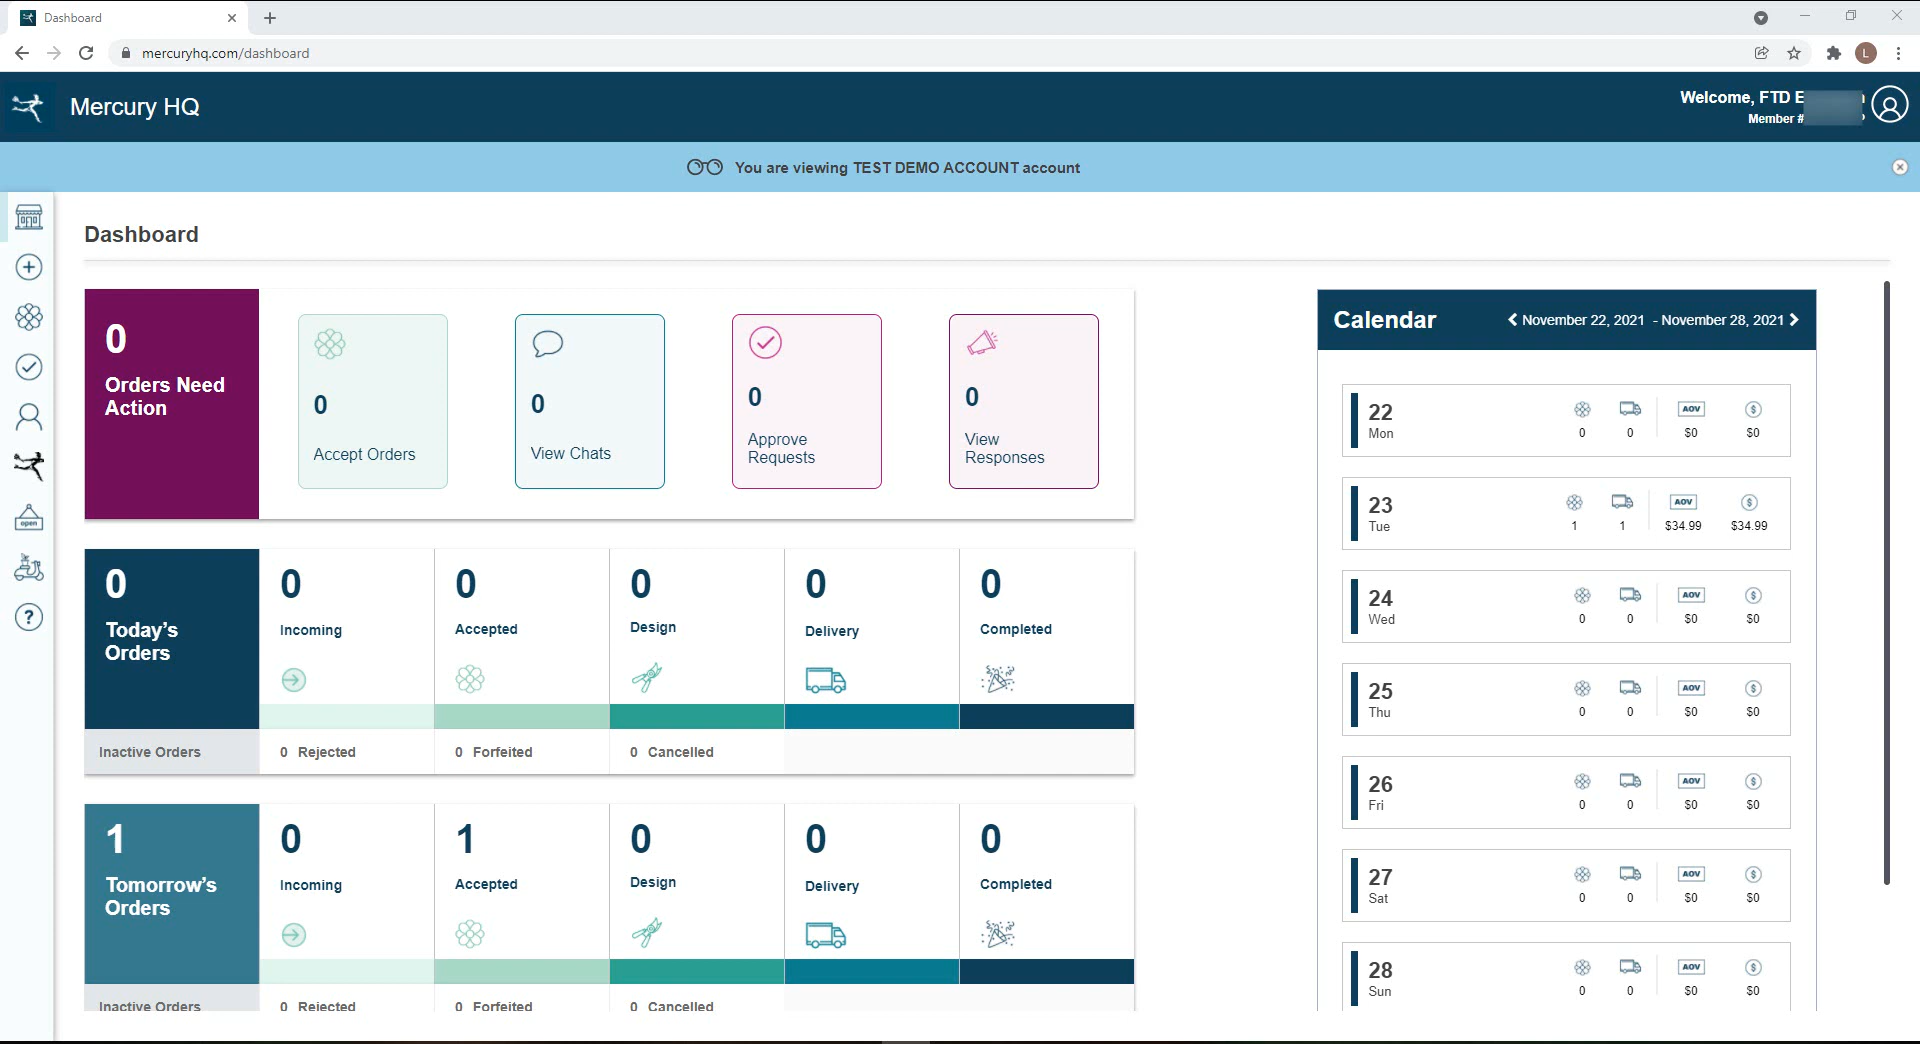 Dashboard
mercuryhq.com/dashboard
L
Mercury HQ
Welcome, FTD E
Member #
You are viewing TEST DEMO ACCOUNT account
Dashboard
0
Orders Need
Action
0
Accept Orders
0
View Chats
0
Approve
Requests
0
View
Responses
open
?
0
Today's
Orders
0
Incoming
0
Accepted
0
Design
0
Delivery
0
Completed
Inactive Orders
0 Rejected
0 Forfeited
0 Cancelled
1
Tomorrow's
Orders
0
Incoming
1
Accepted
0
Design
0
Delivery
0
Completed
Inactive Orders
0 Rejected
0 Forfeited
0 Cancelled
Calendar
November 22, 2021 - November 28, 2021
22
Mon
AOV $
0 0 $0 $0
23
Tue
AOV $
1 1 $34.99 $34.99
24
Wed
AOV $
0 0 $0 $0
25
Thu
AOV $
0 0 $0 $0
26
Fri
AOV $
0 0 $0 $0
27
Sat
AOV $
0 0 $0 $0
28
Sun
AOV $
0 0 $0 $0